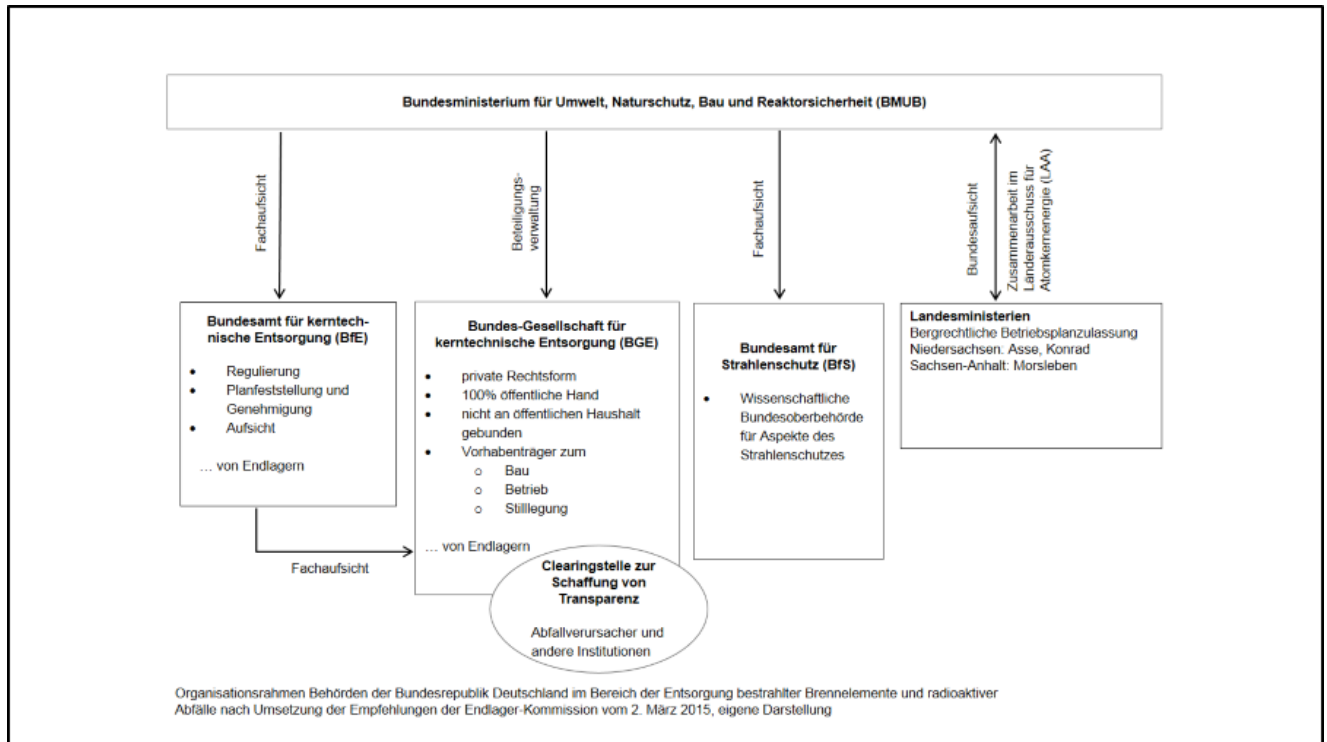 Bundesministerium für Umwelt, Naturschutz, Bau und Reaktorsicherheit (BMUB)
Fachaufsicht
Beteiligungs-
verwaltung
Fachaufsicht
Bundesaufsicht
Zusammenarbeit im
Länderausschuss für
Atomkernenergie (LAA)
Bundesamt für kerntech-
nische Entsorgung (BfE)
• Regulierung
• Planfeststellung und
Genehmigung
• Aufsicht
… von Endlagern
Fachaufsicht
Bundes-Gesellschaft für
kerntechnische Entsorgung (BGE)
• private Rechtsform
• 100% öffentliche Hand
• nicht an öffentlichen Haushalt
gebunden
• Vorhabenträger zum
o Bau
o Betrieb
o Stilllegung
… von Endlagern
Clearingstelle zur
Schaffung von
Transparenz
Abfallverursacher und
andere Institutionen
Bundesamt für
Strahlenschutz (BfS)
• Wissenschaftliche
Bundesoberbehörde
für Aspekte des
Strahlenschutzes
Landesministerien
Bergrechtliche Betriebsplanzulassung
Niedersachsen: Asse, Konrad
Sachsen-Anhalt: Morsleben
Organisationsrahmen Behörden der Bundesrepublik Deutschland im Bereich der Entsorgung bestrahlter Brennelemente und radioaktiver
Abfälle nach Umsetzung der Empfehlungen der Endlager-Kommission vom 2. März 2015, eigene Darstellung